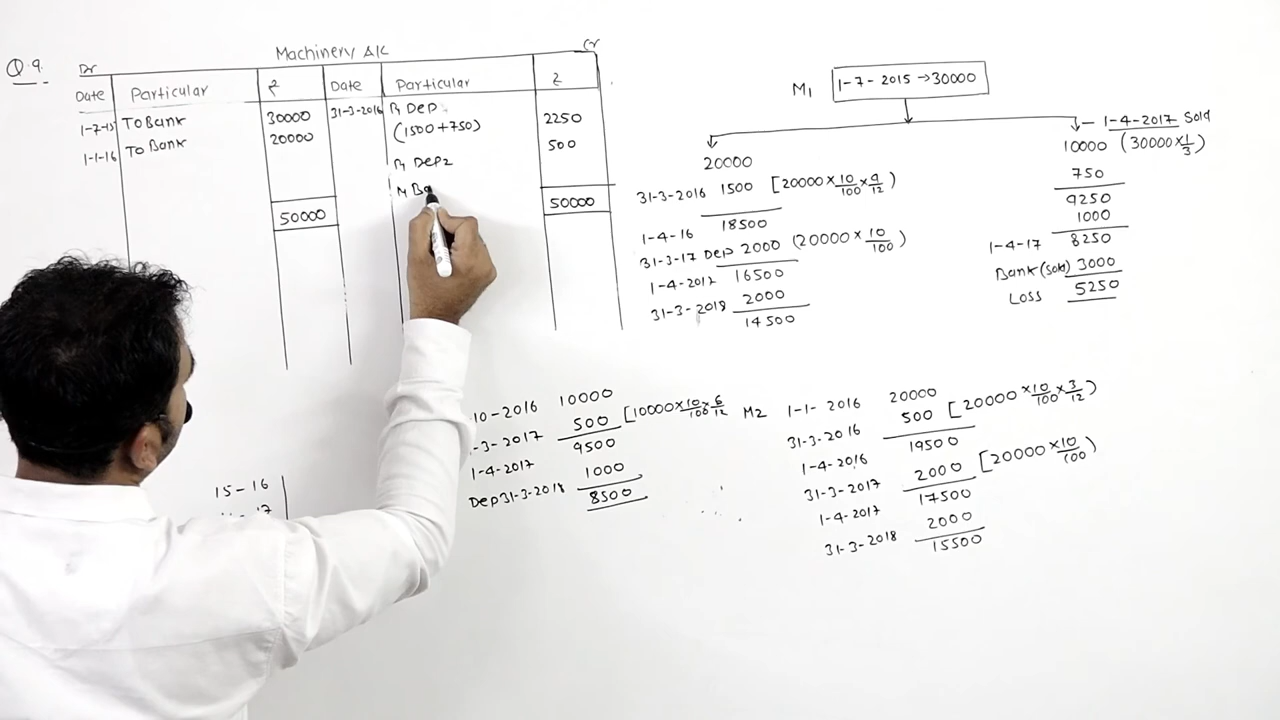 Q.9.
Machinery A/c
Dr
Cr
Date Particular ₹ Date Particular ₹
1-7-15 To Bank 30000 31-3-2016 By Dep 2250
(1500+750)
1-1-16 To Bank 20000 By Dep2 500
By Ba
50000 50000
M1 1-7-2015→30000
1-4-2017 Sold
20000
10000 (30000×1/3)
31-3-2016 1500 [20000×10/100×9/12)
1-4-16 18500
31-3-17 Dep 2000 (20000×10/100)
1-4-2017 16500
31-3-2018 2000
14500
750
9250
1000
1-4-17 8250
Bank(sold) 3000
Loss 5250
10-2016 10000
-3-2017 500 [10000×10/100×6/12
1-4-2017 9500
1000
Dep31-3-2018 8500
M2 1-1-2016 20000
31-3-2016 500 [20000×10/100×3/12)
1-4-2016 19500
31-3-2017 2000 [20000×10/100)
1-4-2017 17500
31-3-2018 2000
15500
15-16